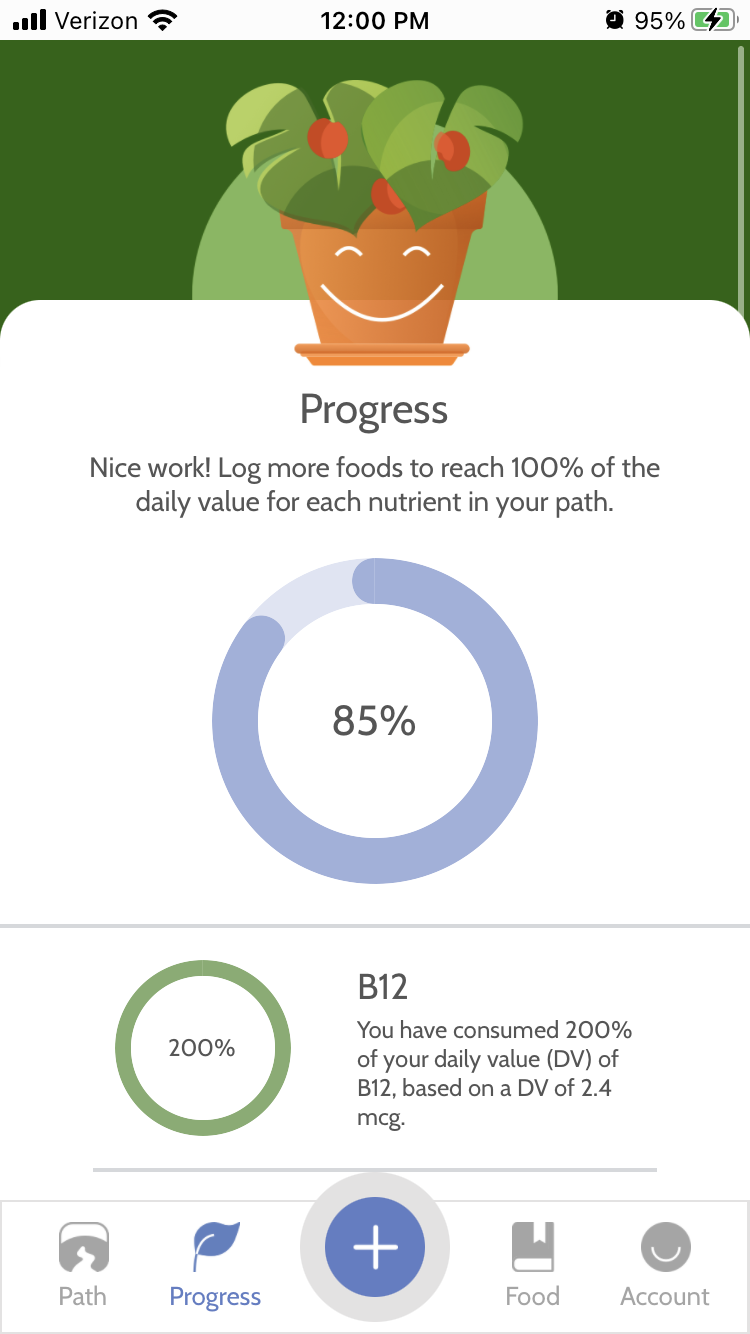 Verizon 12:00 PM 95%
Progress
Nice work! Log more foods to reach 100% of the
daily value for each nutrient in your path.
85%
200%
B12
You have consumed 200%
of your daily value (DV) of
B12, based on a DV of 2.4
mcg.
Path Progress Food Account